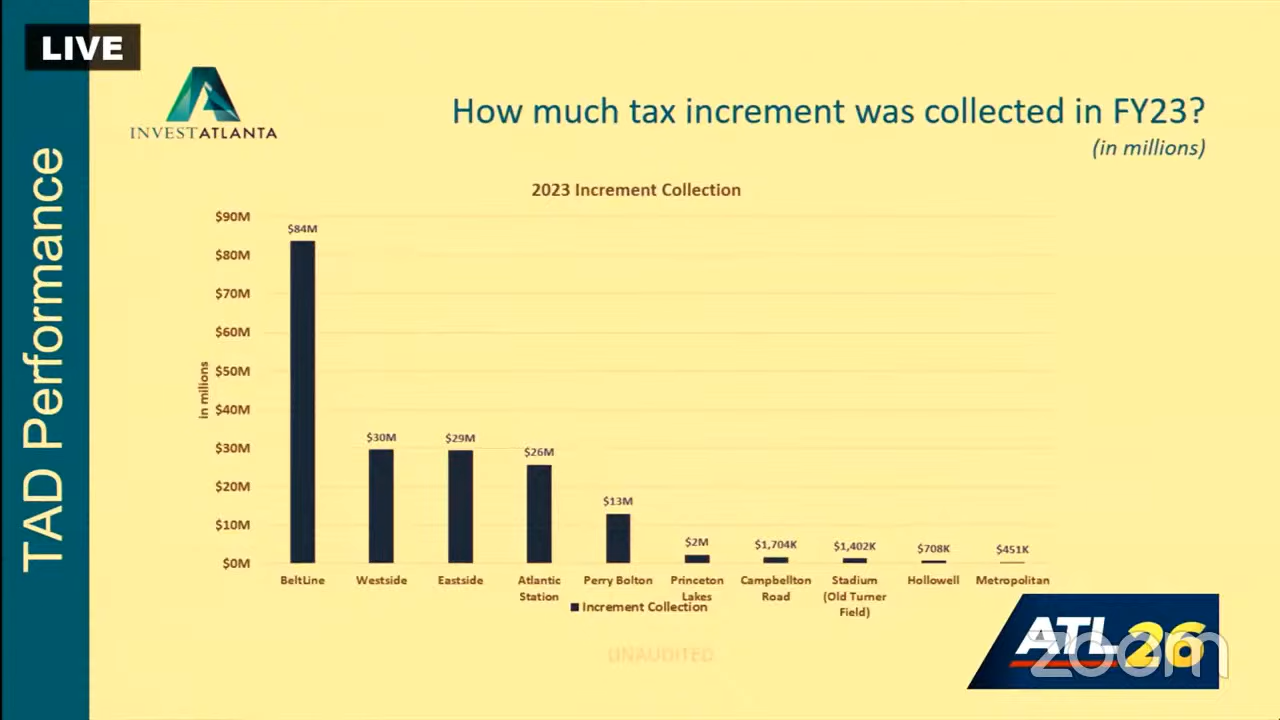 LIVE
INVESTATLANTA
TAD Performance
How much tax increment was collected in FY23?
(in millions)
2023 Increment Collection
in milions
$90M
$80M
$70M
$60M
$50M
$40M
$30M
$20M
$10M
$0M
$84M
$30M
$29M
$26M
$13M
$2M
$1,704K
$1,402K
$708K
$451K
BeltLine
Westside
Eastside
Atlantic
Station
Perry Bolton
Princeton
Lakes
Campbellton
Road
Stadium
(Old Turner
Field)
Hollowell
Metropolitan
Increment Collection
UNAUDITED
ATL26
zoom